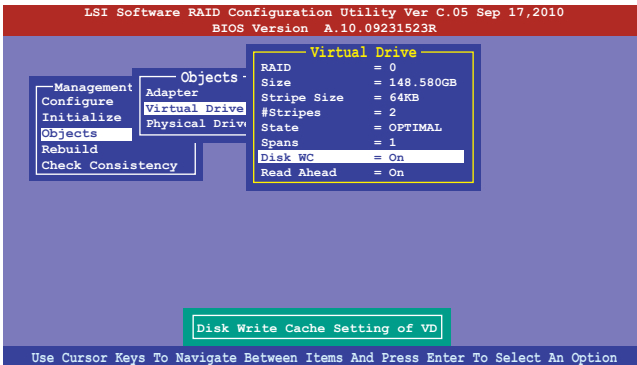 LSI Software RAID Configuration Utility Ver C.05 Sep 17,2010
BIOS Version A.10.09231523R
Management
Configure
Initialize
Objects
Rebuild
Check Consistency
Objects
Adapter
Virtual Drive
Physical Driv
Virtual Drive
RAID = 0
Size = 148.580GB
Stripe Size = 64KB
#Stripes = 2
State = OPTIMAL
Spans = 1
Disk WC = On
Read Ahead = On
Disk Write Cache Setting of VD
Use Cursor Keys To Navigate Between Items And Press Enter To Select An Option